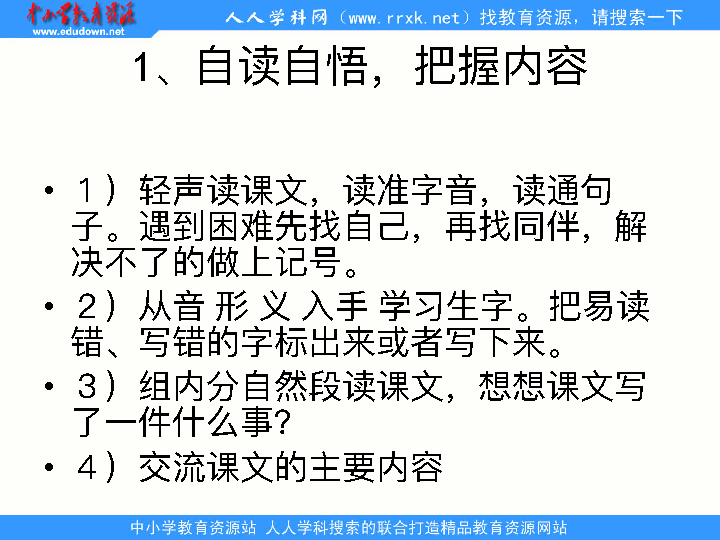 中小学教育资源
www.edudown.net
人人学科网（www.rrxk.net）找教育资源，请搜索一下
1、自读自悟，把握内容
• １）轻声读课文，读准字音，读通句
子。遇到困难先找自己，再找同伴，解
决不了的做上记号。
• ２）从音 形 义 入手 学习生字。把易读
错、写错的字标出来或者写下来。
• ３）组内分自然段读课文，想想课文写
了一件什么事?
• ４）交流课文的主要内容
中小学教育资源站 人人学科搜索的联合打造精品教育资源网站